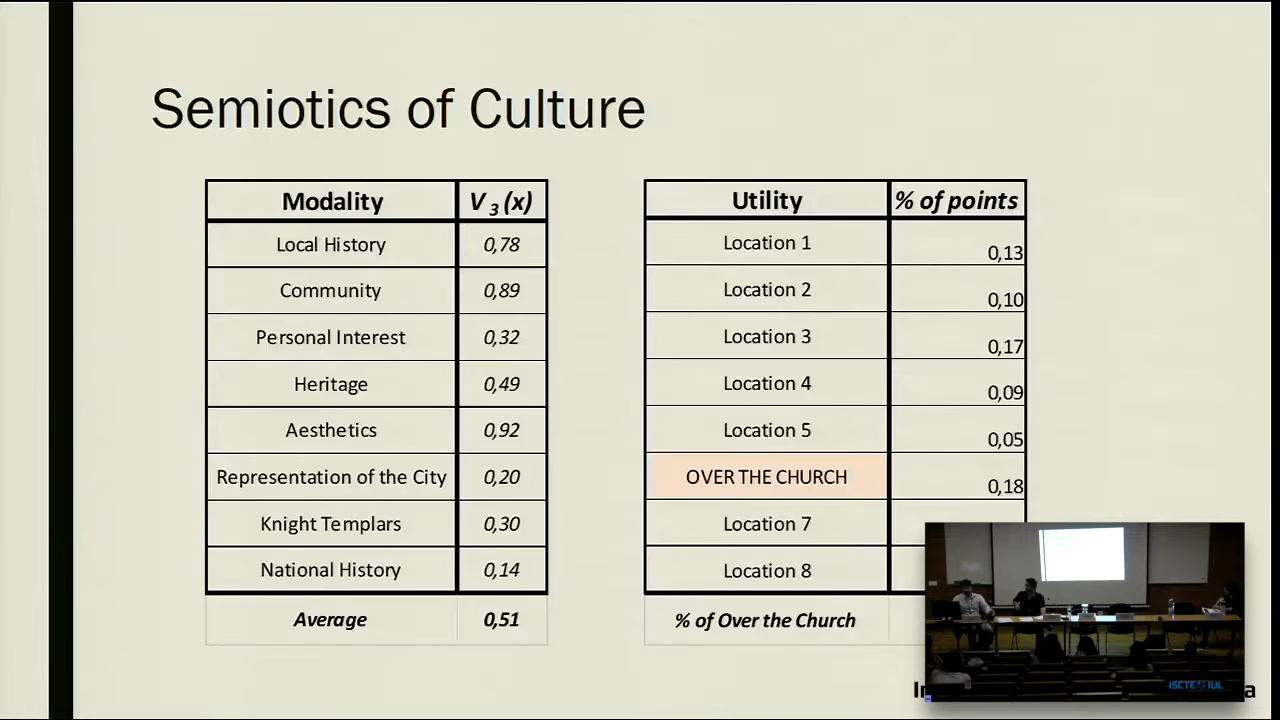 Semiotics of Culture
Modality V 3 (x)
Local History 0,78
Community 0,89
Personal Interest 0,32
Heritage 0,49
Aesthetics 0,92
Representation of the City 0,20
Knight Templars 0,30
National History 0,14
Average 0,51
Utility % of points
Location 1 0,13
Location 2 0,10
Location 3 0,17
Location 4 0,09
Location 5 0,05
OVER THE CHURCH 0,18
Location 7
Location 8
% of Over the Church
ISCTE IUL